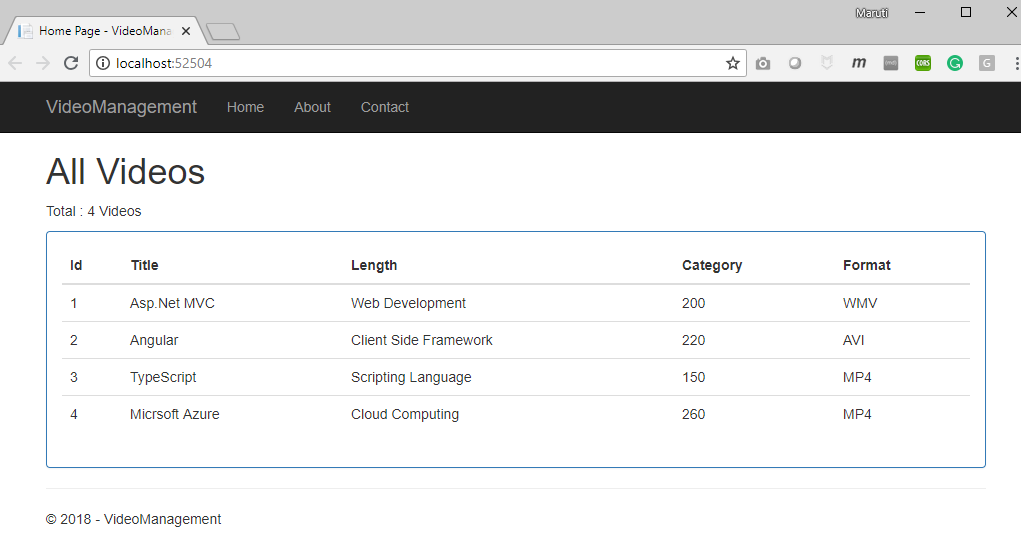 Maruti
Home Page - VideoMana
localhost:52504
m
CORS
G
G
VideoManagement Home About Contact
All Videos
Total : 4 Videos
Id Title Length Category Format
1 Asp.Net MVC Web Development 200 WMV
2 Angular Client Side Framework 220 AVI
3 TypeScript Scripting Language 150 MP4
4 Micrsoft Azure Cloud Computing 260 MP4
© 2018 - VideoManagement